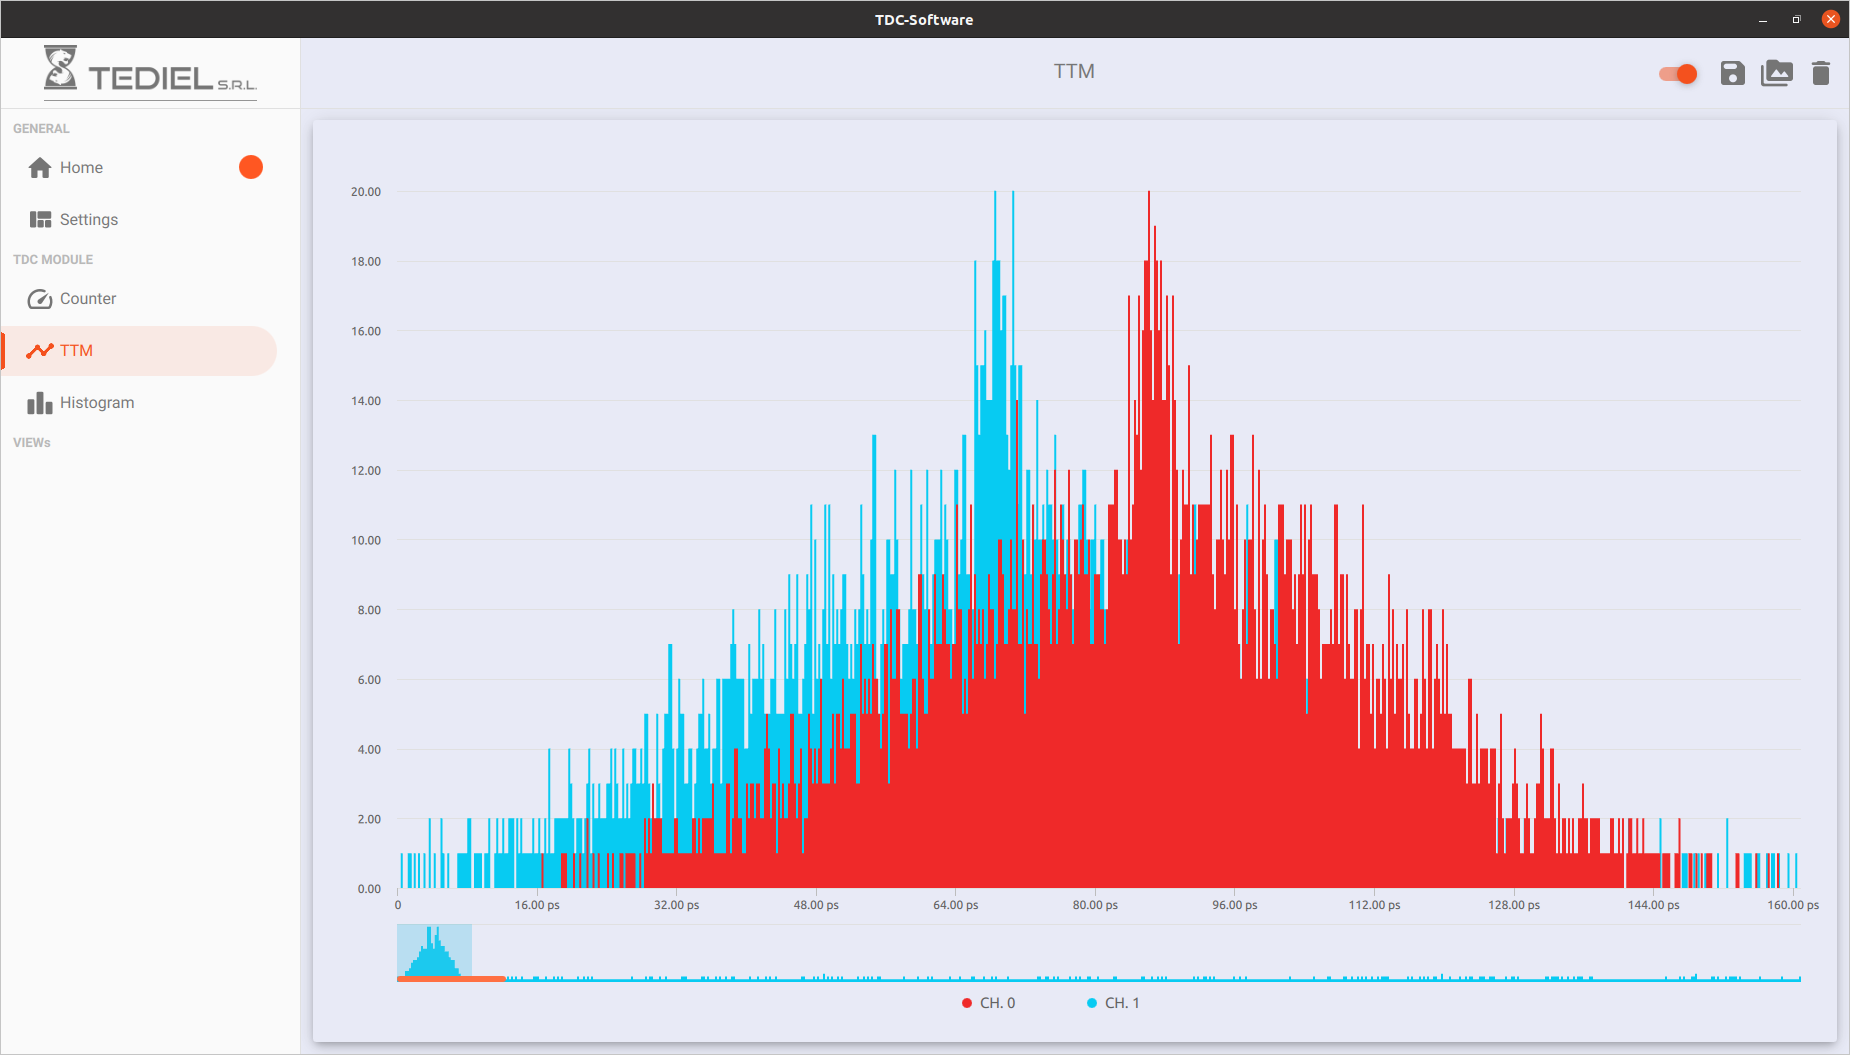 TDC-Software
TEDIEL S.R.L.
TTM
GENERAL
Home
Settings
TDC MODULE
Counter
TTM
Histogram
VIEWs
20.00
18.00
16.00
14.00
12.00
10.00
8.00
6.00
4.00
2.00
0.00
0 16.00 ps 32.00 ps 48.00 ps 64.00 ps 80.00 ps 96.00 ps 112.00 ps 128.00 ps 144.00 ps 160.00 ps
CH. 0 CH. 1